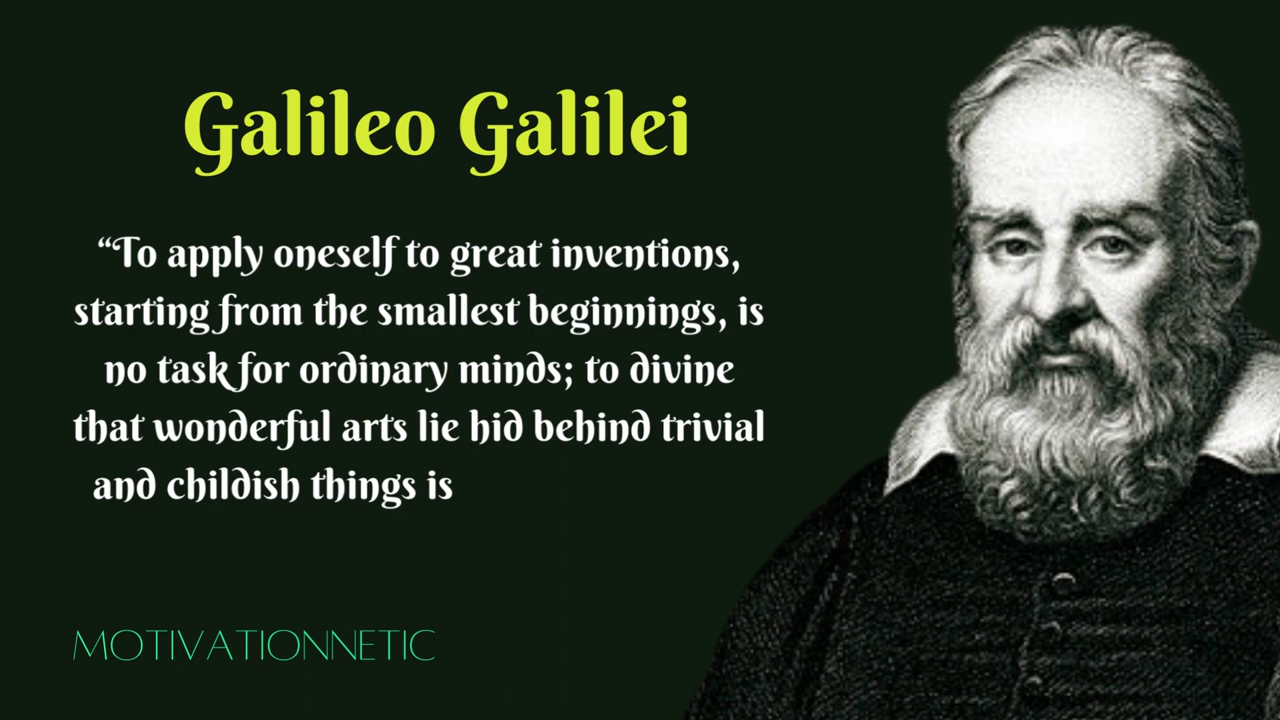 Galileo Galilei
“To apply oneself to great inventions,
starting from the smallest beginnings, is
no task for ordinary minds; to divine
that wonderful arts lie hid behind trivial
and childish things is
MOTIVATIONNETIC